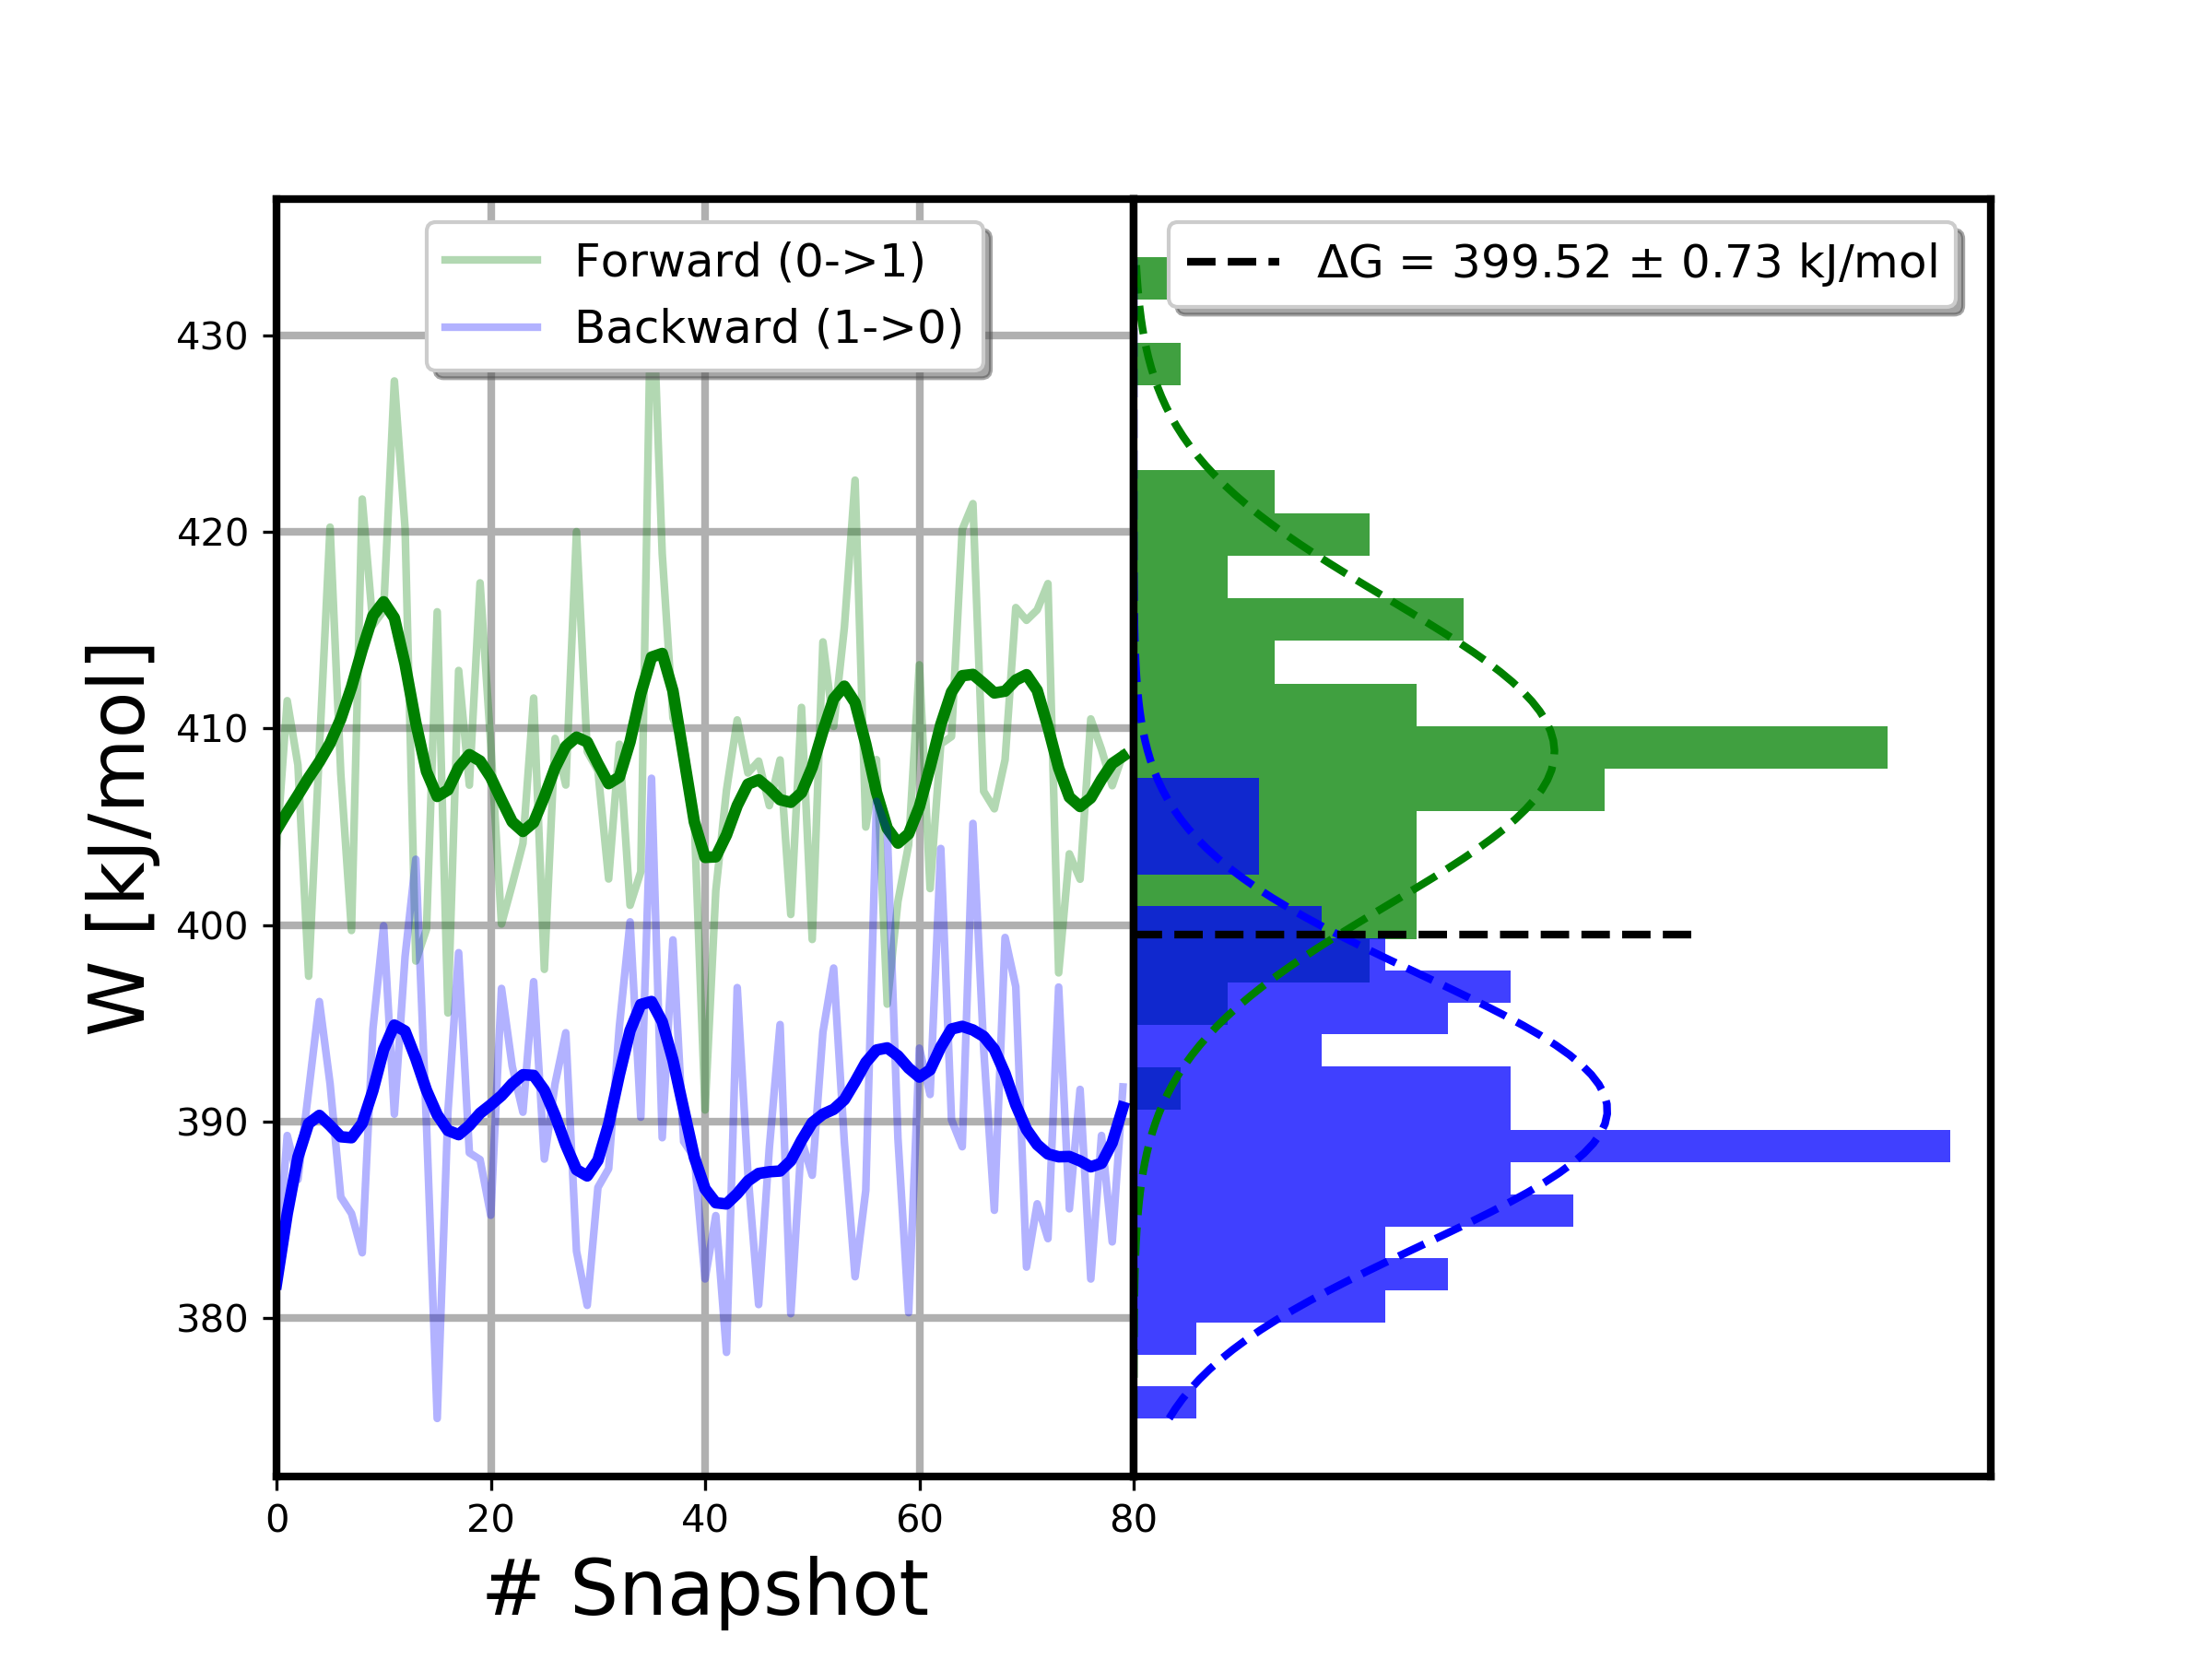 Forward (0->1)
Backward (1->0)
ΔG = 399.52 ± 0.73 kJ/mol
430
420
410
400
390
380
W [kJ/mol]
0 20 40 60 80
# Snapshot